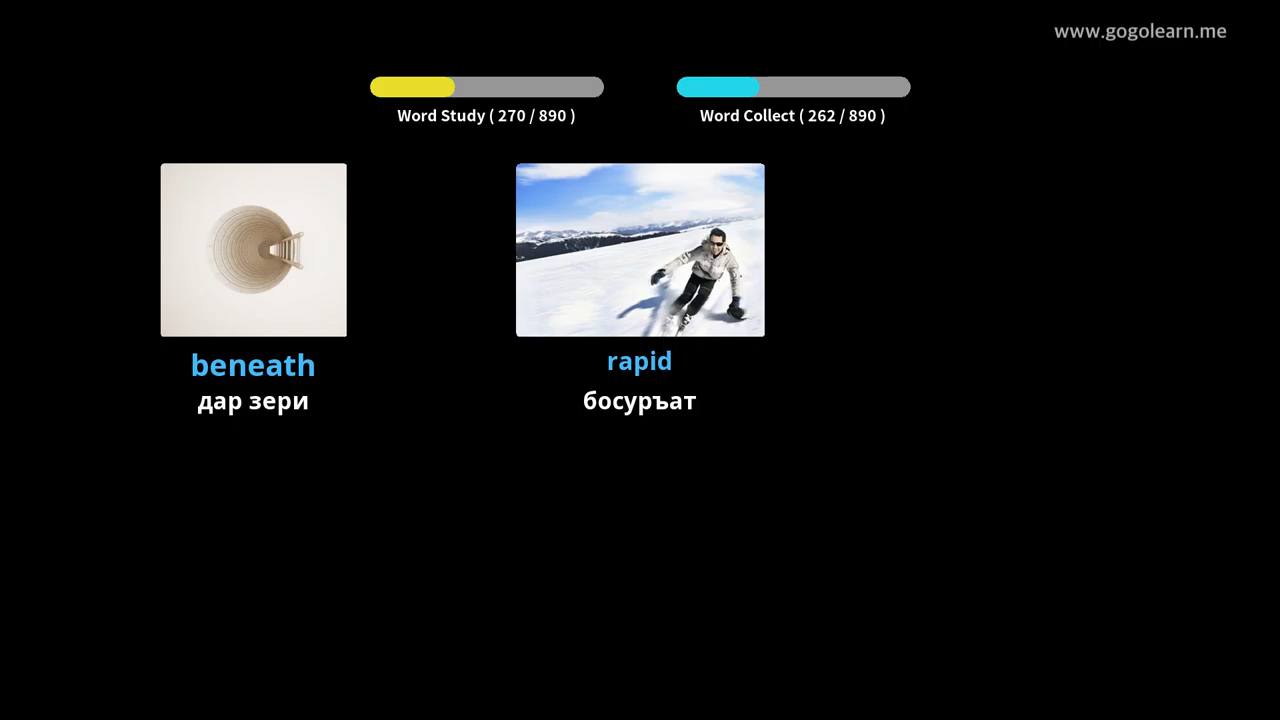 www.gogolearn.me
Word Study ( 270 / 890 )
Word Collect ( 262 / 890 )
beneath
дар зери
rapid
босуръат